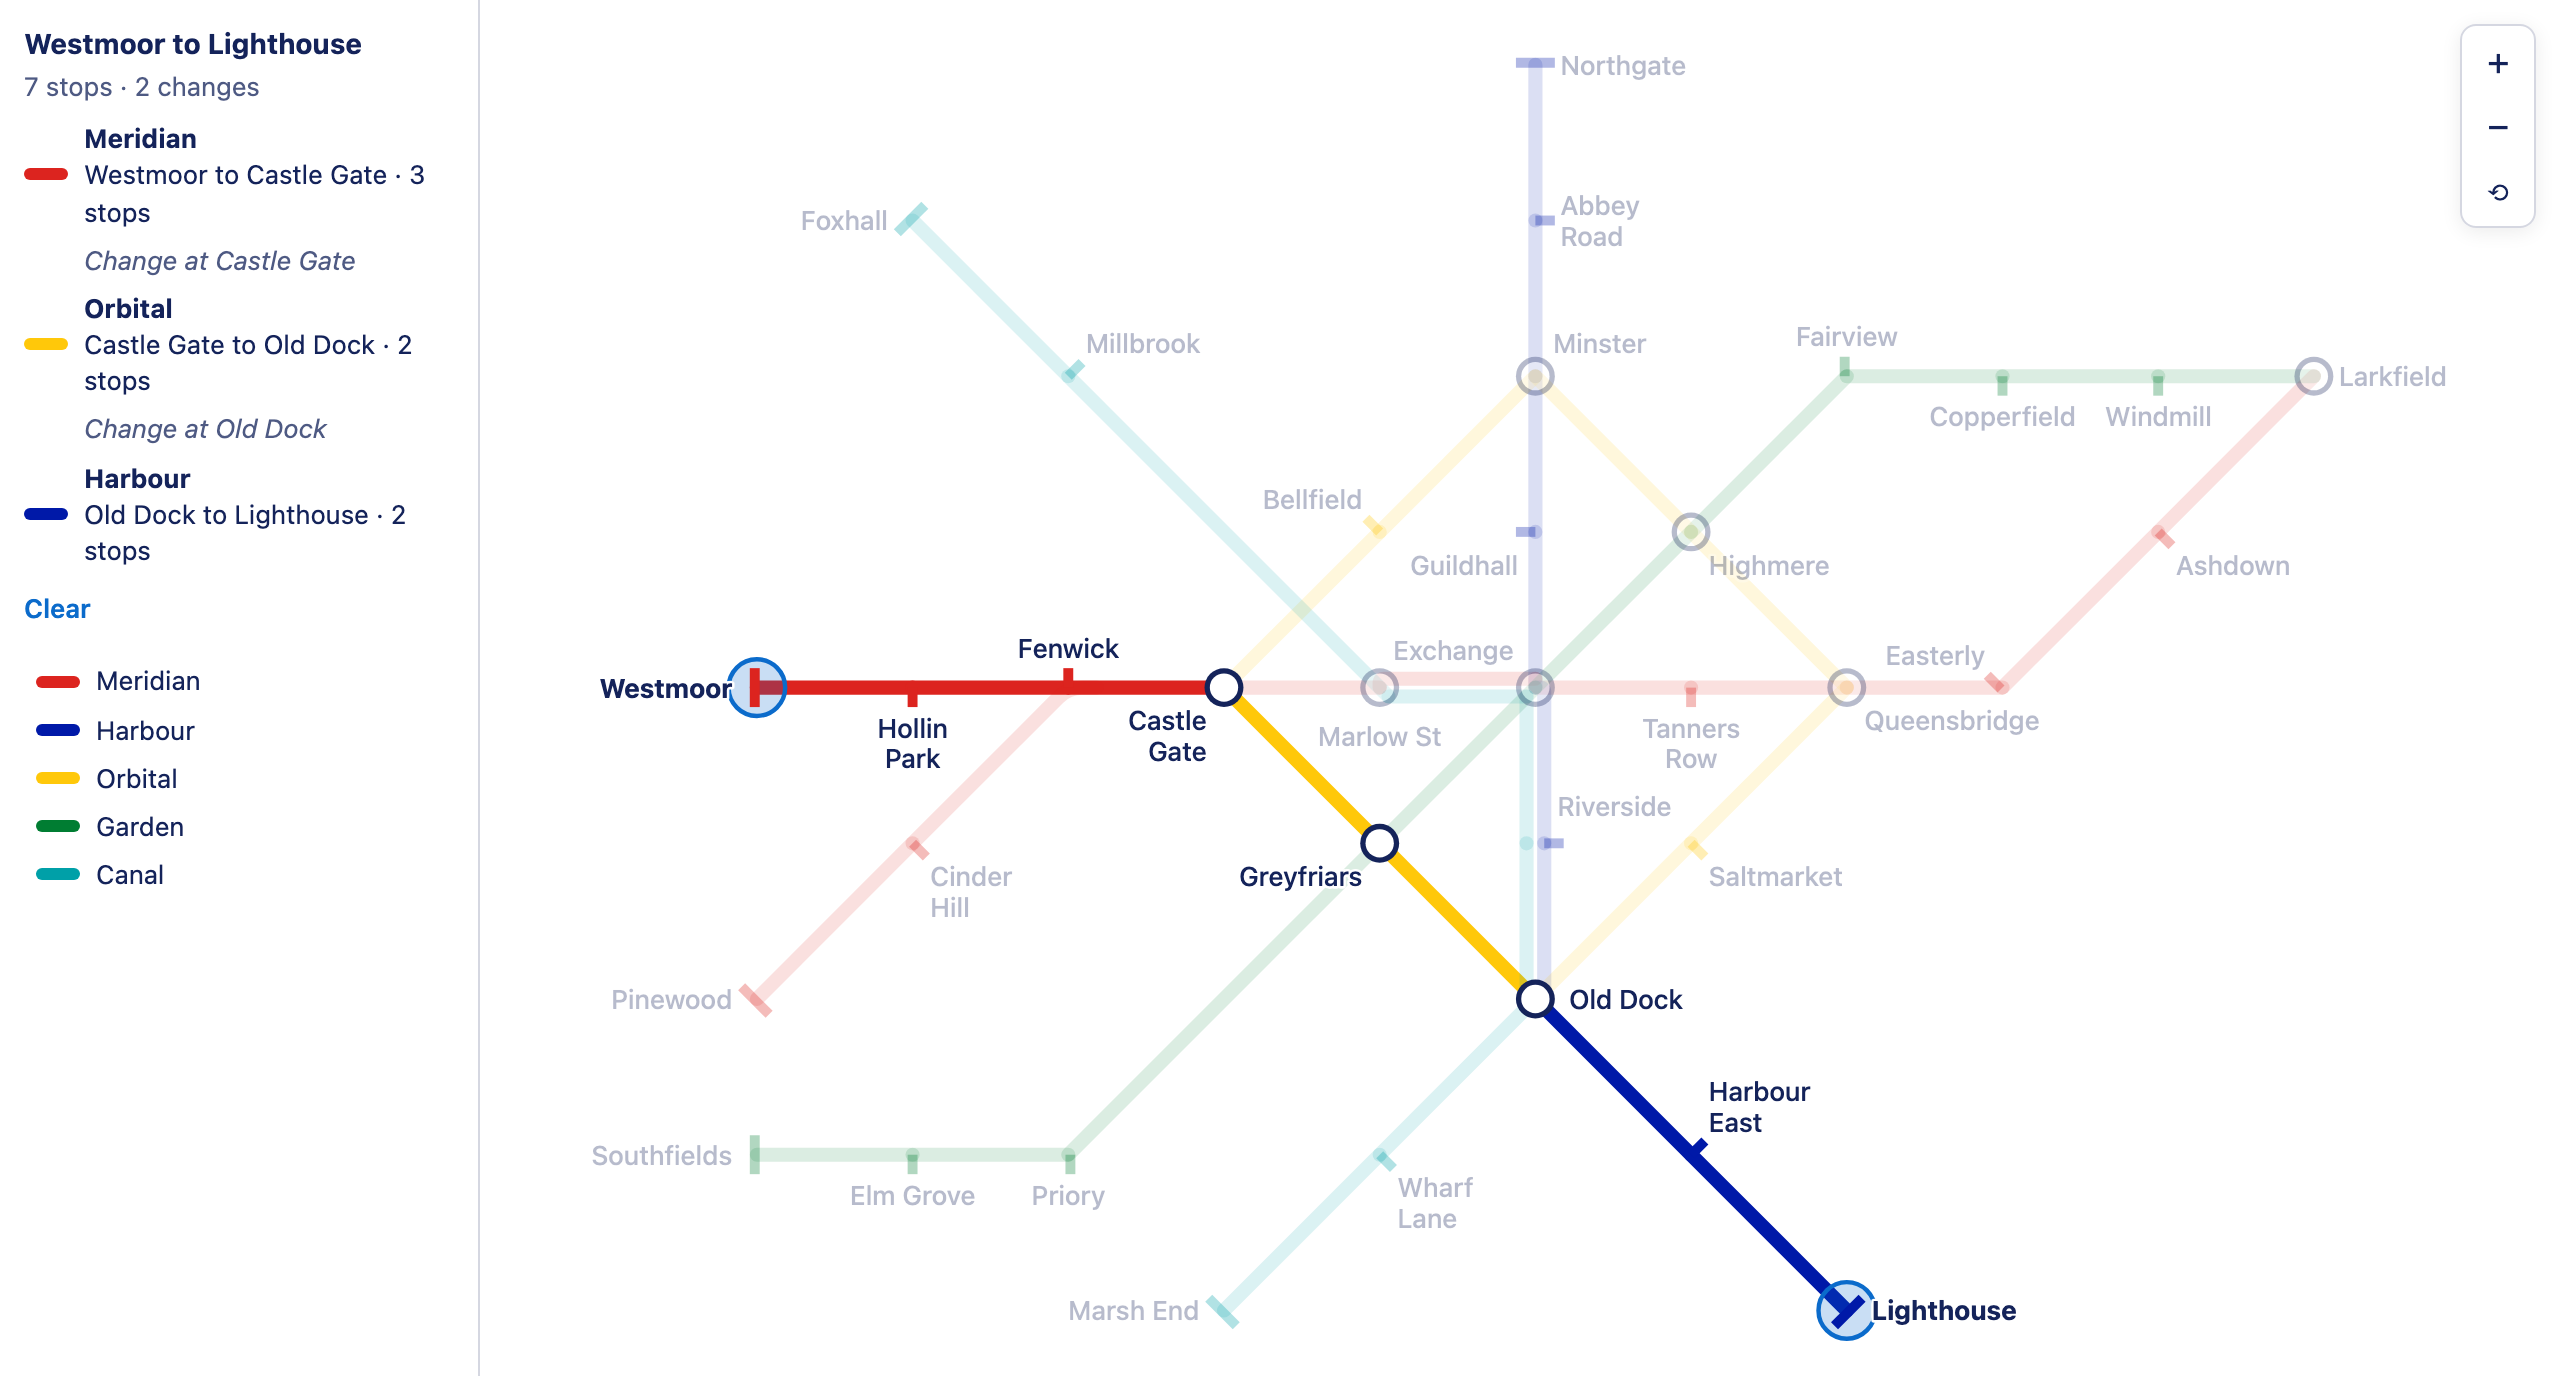 Westmoor to Lighthouse
7 stops · 2 changes
Meridian
Westmoor to Castle Gate · 3
stops
Change at Castle Gate
Orbital
Castle Gate to Old Dock · 2
stops
Change at Old Dock
Harbour
Old Dock to Lighthouse · 2
stops
Clear
Meridian
Harbour
Orbital
Garden
Canal
Northgate
Abbey
Road
Foxhall
Millbrook
Minster
Fairview
Larkfield
Copperfield
Windmill
Bellfield
Guildhall
Highmere
Ashdown
Fenwick
Exchange
Easterly
Westmoor
Hollin
Park
Castle
Gate
Marlow St
Tanners
Row
Queensbridge
Riverside
Cinder
Hill
Greyfriars
Saltmarket
Pinewood
Old Dock
Harbour
East
Southfields
Elm Grove
Priory
Wharf
Lane
Marsh End
Lighthouse
+
−
⟲